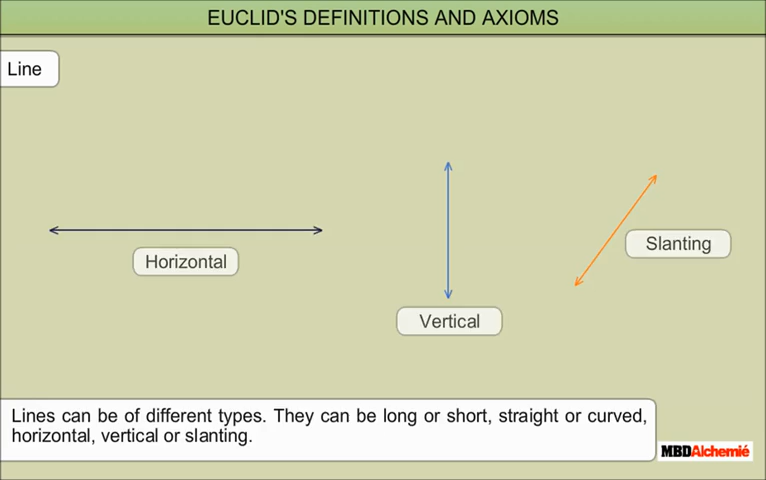 EUCLID'S DEFINITIONS AND AXIOMS
Line
Horizontal
Vertical
Slanting
Lines can be of different types. They can be long or short, straight or curved,
horizontal, vertical or slanting.
MBDAlchemié